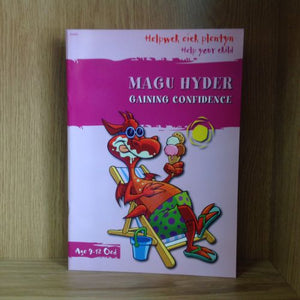 Helpwch eich plentyn
Help your child
MAGU HYDER
GAINING CONFIDENCE
Age 9-12 Oed